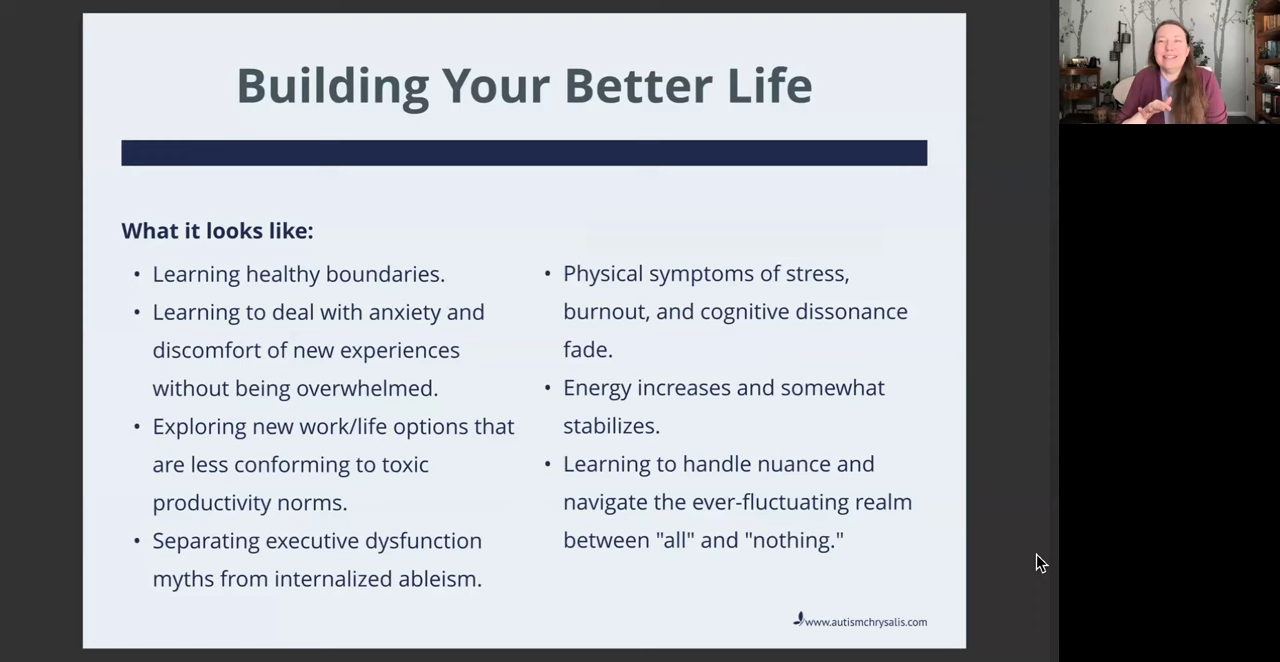 Building Your Better Life
What it looks like:
• Learning healthy boundaries.
• Learning to deal with anxiety and
discomfort of new experiences
without being overwhelmed.
• Exploring new work/life options that
are less conforming to toxic
productivity norms.
• Separating executive dysfunction
myths from internalized ableism.
• Physical symptoms of stress,
burnout, and cognitive dissonance
fade.
• Energy increases and somewhat
stabilizes.
• Learning to handle nuance and
navigate the ever-fluctuating realm
between "all" and "nothing."
www.autismchrysalis.com